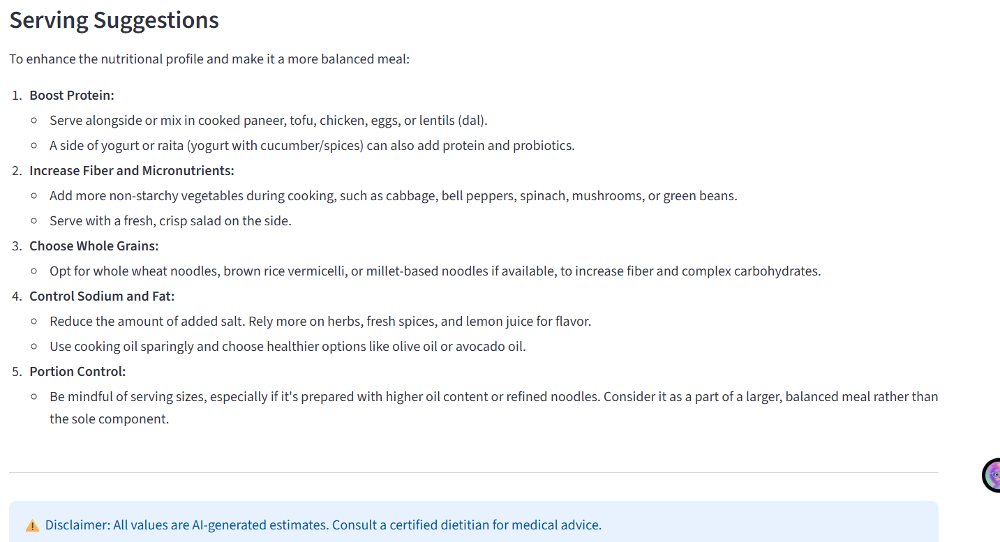 Serving Suggestions
To enhance the nutritional profile and make it a more balanced meal:
1. Boost Protein:
○ Serve alongside or mix in cooked paneer, tofu, chicken, eggs, or lentils (dal).
○ A side of yogurt or raita (yogurt with cucumber/spices) can also add protein and probiotics.
2. Increase Fiber and Micronutrients:
○ Add more non-starchy vegetables during cooking, such as cabbage, bell peppers, spinach, mushrooms, or green beans.
○ Serve with a fresh, crisp salad on the side.
3. Choose Whole Grains:
○ Opt for whole wheat noodles, brown rice vermicelli, or millet-based noodles if available, to increase fiber and complex carbohydrates.
4. Control Sodium and Fat:
○ Reduce the amount of added salt. Rely more on herbs, fresh spices, and lemon juice for flavor.
○ Use cooking oil sparingly and choose healthier options like olive oil or avocado oil.
5. Portion Control:
○ Be mindful of serving sizes, especially if it's prepared with higher oil content or refined noodles. Consider it as a part of a larger, balanced meal rather than
the sole component.
⚠️ Disclaimer: All values are AI-generated estimates. Consult a certified dietitian for medical advice.